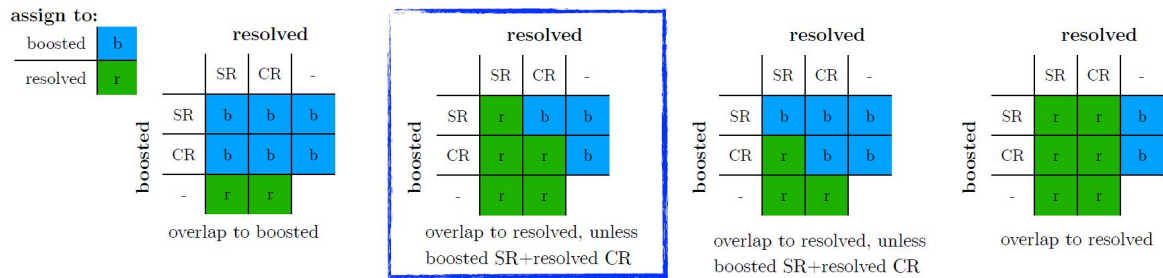 assign to:
boosted b
resolved r
resolved
SR CR -
boosted
SR b b b
CR b b b
- r r
overlap to boosted
resolved
SR CR -
boosted
SR r b b
CR r r b
- r r
overlap to resolved, unless
boosted SR+resolved CR
resolved
SR CR -
boosted
SR b b b
CR r b b
- r r
overlap to resolved, unless
boosted SR+resolved CR
resolved
SR CR -
boosted
SR r r b
CR r r b
- r r
overlap to resolved